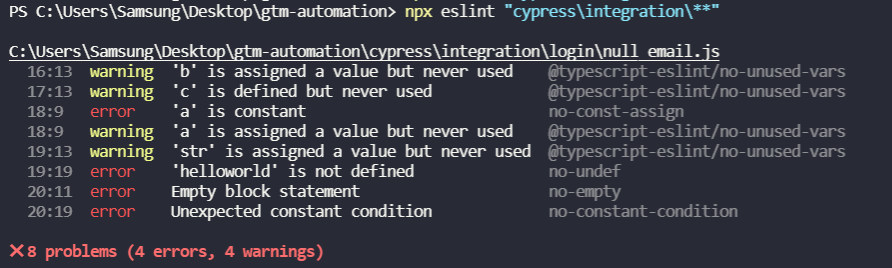 PS C:\Users\Samsung\Desktop\gtm-automation> npx eslint "cypress\integration\**"
C:\Users\Samsung\Desktop\gtm-automation\cypress\integration\login\null email.js
16:13 warning 'b' is assigned a value but never used @typescript-eslint/no-unused-vars
17:13 warning 'c' is defined but never used @typescript-eslint/no-unused-vars
18:9 error 'a' is constant no-const-assign
18:9 warning 'a' is assigned a value but never used @typescript-eslint/no-unused-vars
19:13 warning 'str' is assigned a value but never used @typescript-eslint/no-unused-vars
19:19 error 'helloworld' is not defined no-undef
20:11 error Empty block statement no-empty
20:19 error Unexpected constant condition no-constant-condition
✕ 8 problems (4 errors, 4 warnings)